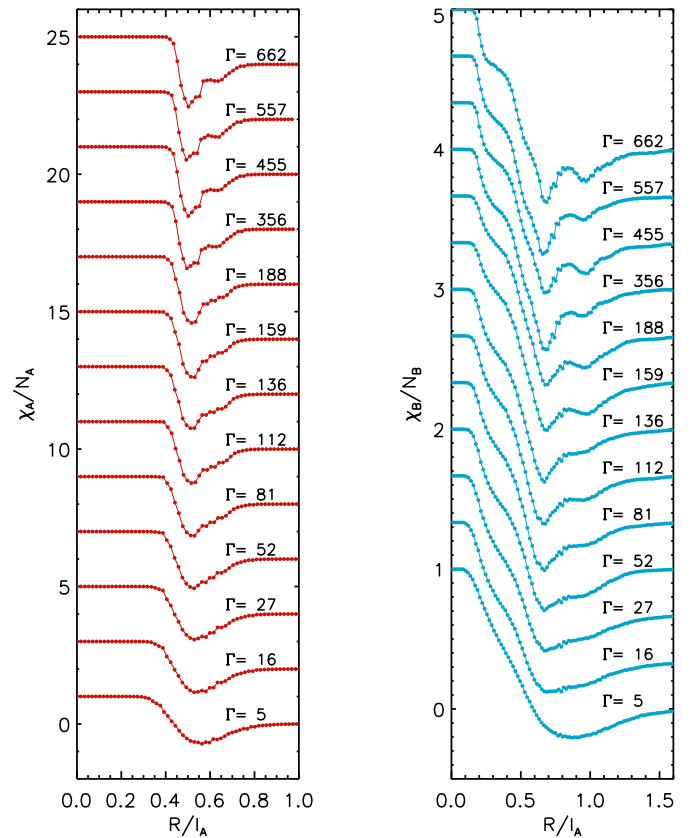 25
20
15
10
5
0
χA/NA
Γ= 662
Γ= 557
Γ= 455
Γ= 356
Γ= 188
Γ= 159
Γ= 136
Γ= 112
Γ= 81
Γ= 52
Γ= 27
Γ= 16
Γ= 5
0.0 0.2 0.4 0.6 0.8 1.0
R/lA
5
4
3
2
1
0
χB/NB
Γ= 662
Γ= 557
Γ= 455
Γ= 356
Γ= 188
Γ= 159
Γ= 136
Γ= 112
Γ= 81
Γ= 52
Γ= 27
Γ= 16
Γ= 5
0.0 0.5 1.0 1.5
R/lA